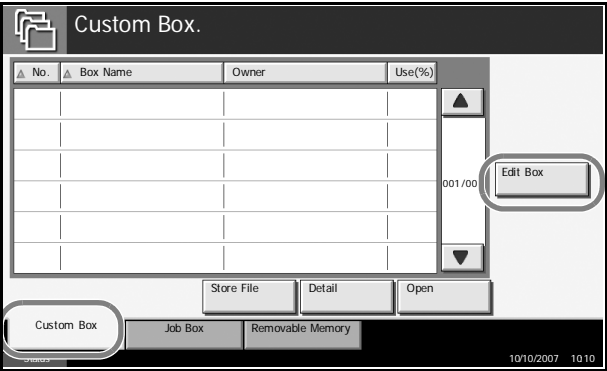 Custom Box.
No. Box Name Owner Use(%)
001/00
Edit Box
Store File Detail Open
Custom Box Job Box Removable Memory
Status 10/10/2007 10:10